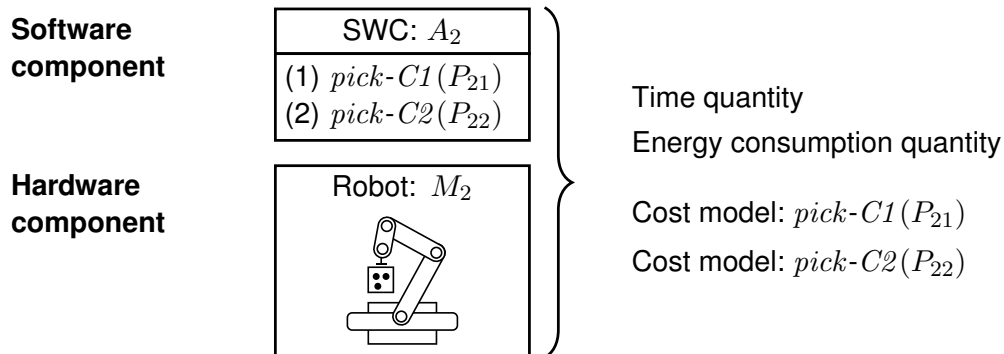 Software
component
SWC: A₂
(1) pick-C1(P₂₁)
(2) pick-C2(P₂₂)
Hardware
component
Robot: M₂
Time quantity
Energy consumption quantity
Cost model: pick-C1(P₂₁)
Cost model: pick-C2(P₂₂)